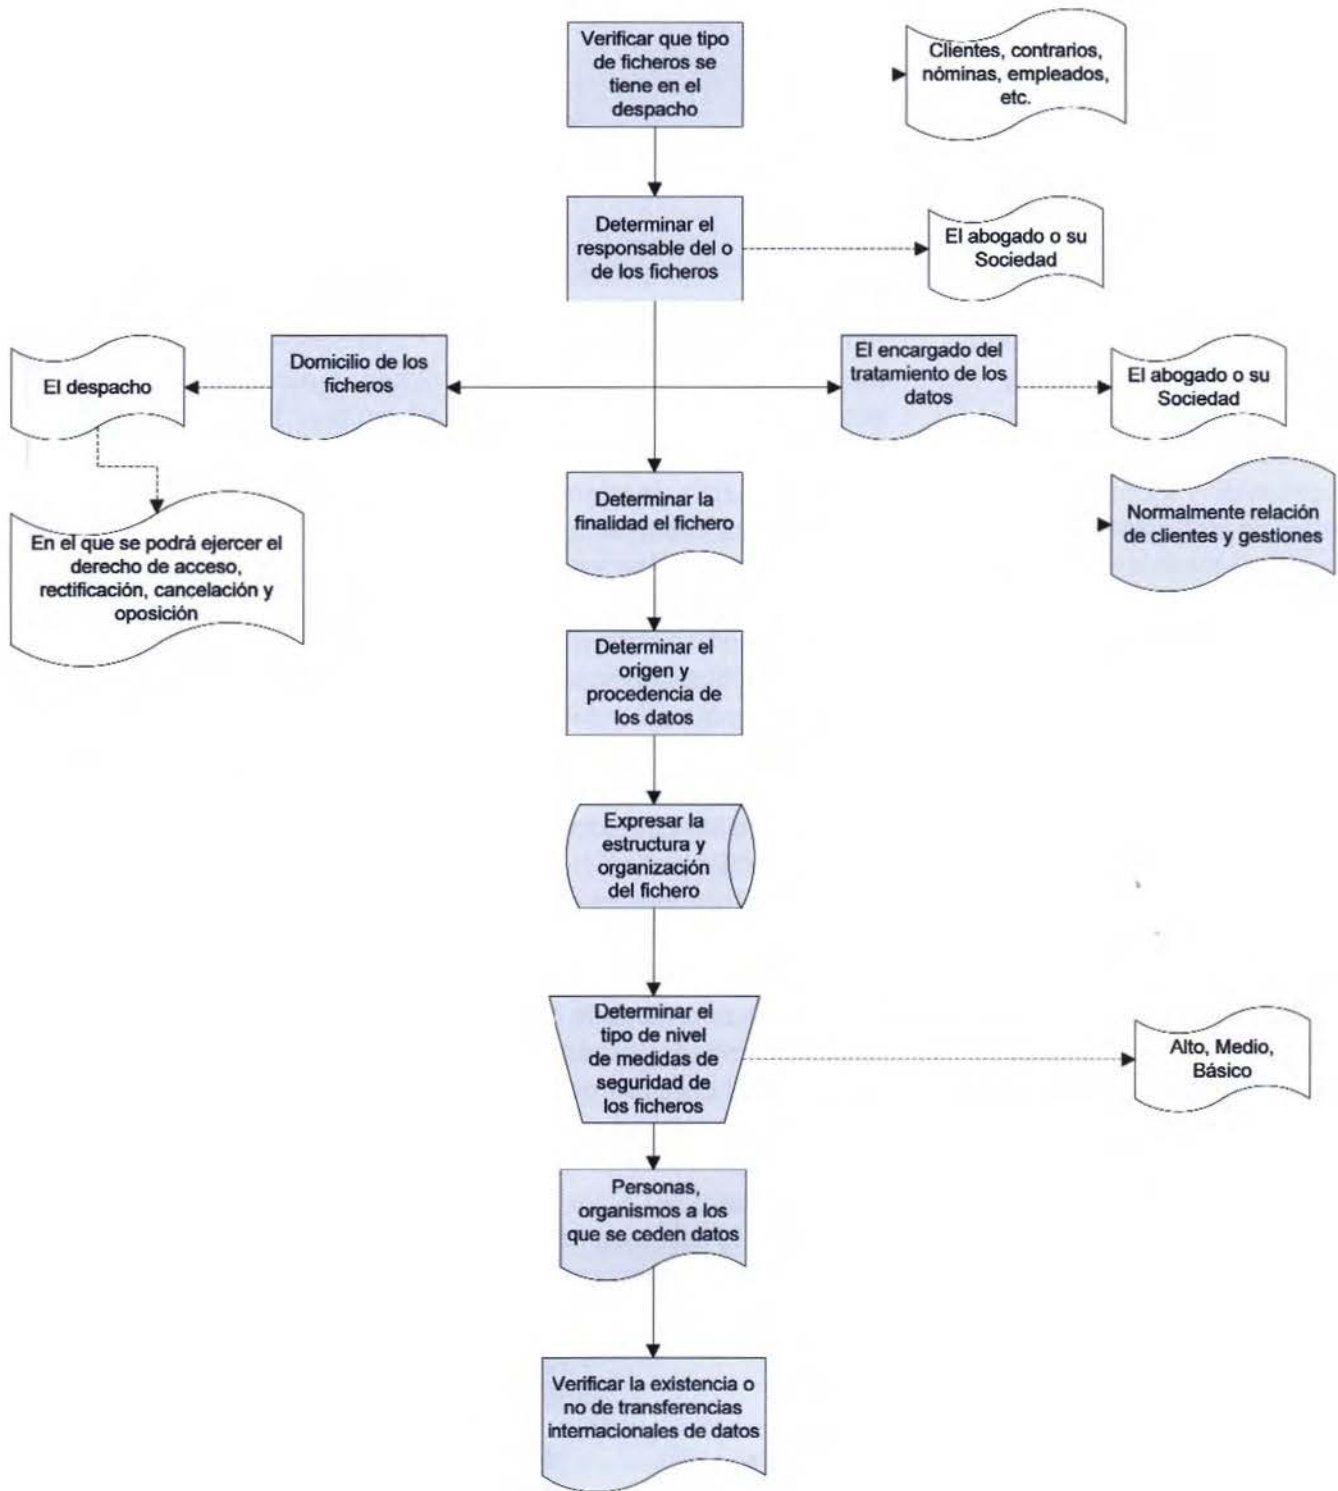 Verificar que tipo
de ficheros se
tiene en el
despacho
Clientes, contrarios,
nóminas, empleados,
etc.
Determinar el
responsable del o
de los ficheros
El abogado o su
Sociedad
El despacho
Domicilio de los
ficheros
El encargado del
tratamiento de los
datos
El abogado o su
Sociedad
En el que se podrá ejercer el
derecho de acceso,
rectificación, cancelación y
oposición
Determinar la
finalidad el fichero
Normalmente relación
de clientes y gestiones
Determinar el
origen y
procedencia de
los datos
Expresar la
estructura y
organización
del fichero
Determinar el
tipo de nivel
de medidas de
seguridad de
los ficheros
Alto, Medio,
Básico
Personas,
organismos a los
que se ceden datos
Verificar la existencia o
no de transferencias
internacionales de datos